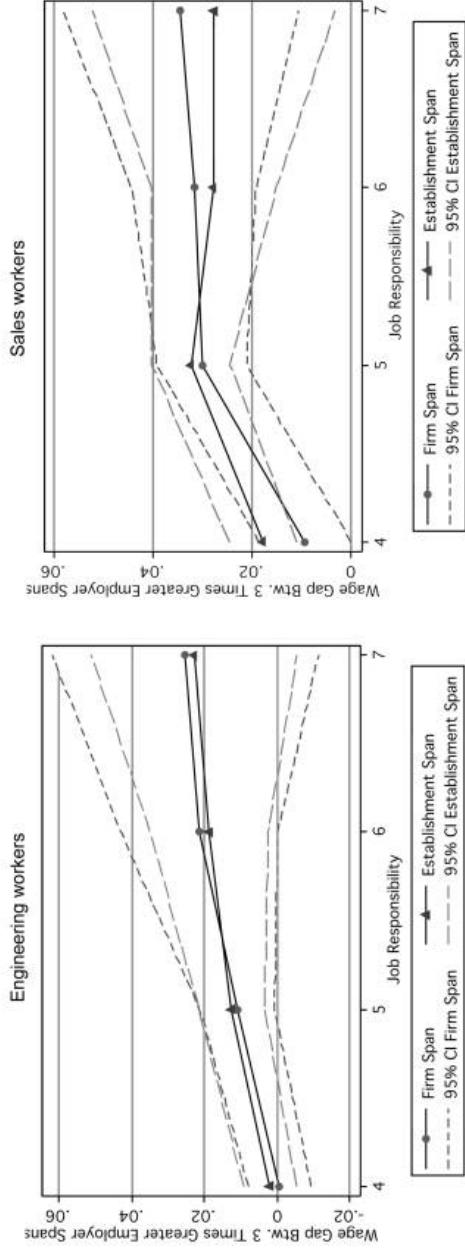 Engineering workers
Wage Gap Btw. 3 Times Greater Employer Spans
.06
.04
.02
0
-.02
4
5
6
7
Job Responsibility
Firm Span
Establishment Span
95% CI Firm Span
95% CI Establishment Span
Sales workers
Wage Gap Btw. 3 Times Greater Employer Spans
.06
.04
.02
0
4
5
6
7
Job Responsibility
Firm Span
Establishment Span
95% CI Firm Span
95% CI Establishment Span